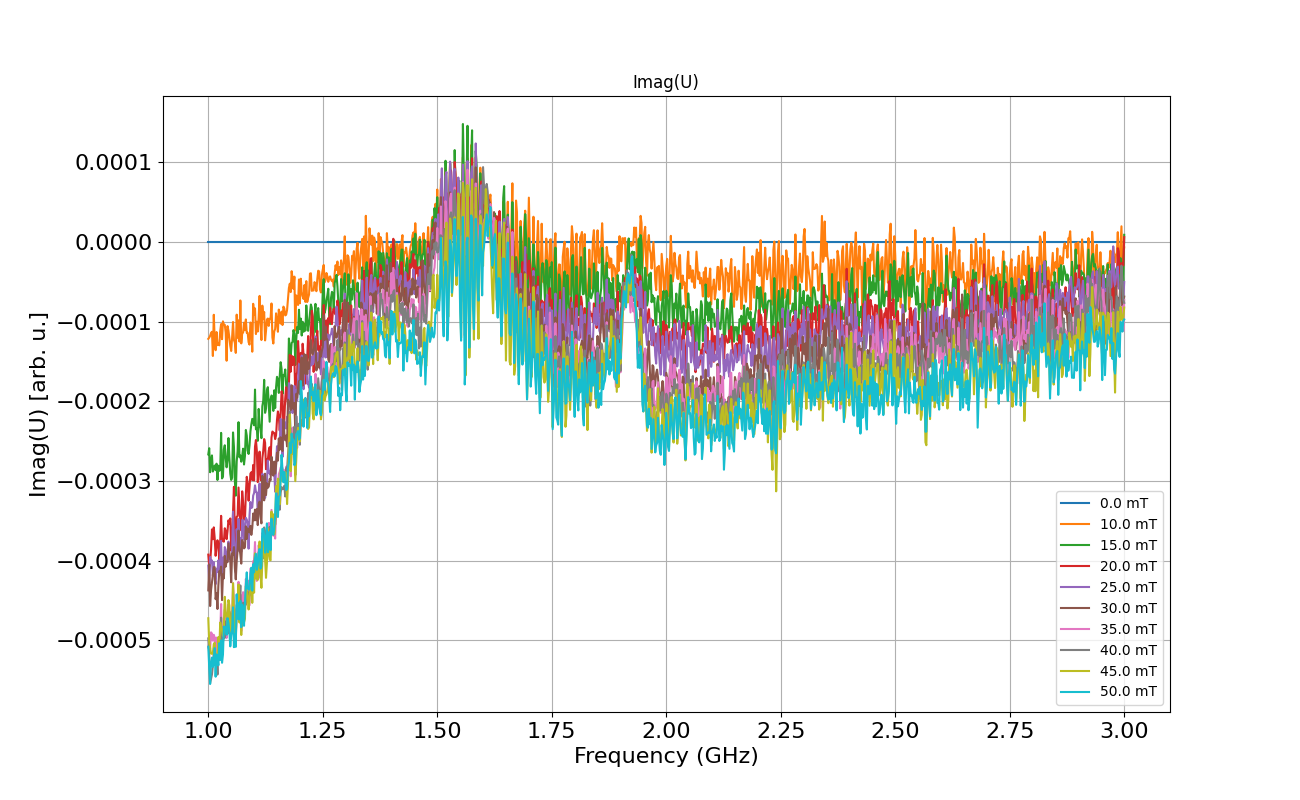 Imag(U)
Imag(U) [arb. u.]
0.0001
0.0000
−0.0001
−0.0002
−0.0003
−0.0004
−0.0005
0.0 mT
10.0 mT
15.0 mT
20.0 mT
25.0 mT
30.0 mT
35.0 mT
40.0 mT
45.0 mT
50.0 mT
1.00 1.25 1.50 1.75 2.00 2.25 2.50 2.75 3.00
Frequency (GHz)